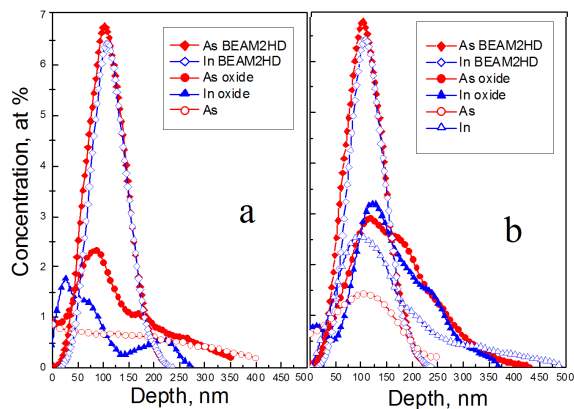 7
6
5
4
3
2
1
0
Concentration, at %
As BEAM2HD
In BEAM2HD
As oxide
In oxide
As
a
0 50 100 150 200 250 300 350 400 450 500
Depth, nm
As BEAM2HD
In BEAM2HD
As oxide
In oxide
As
In
b
50 100 150 200 250 300 350 400 450 500
Depth, nm